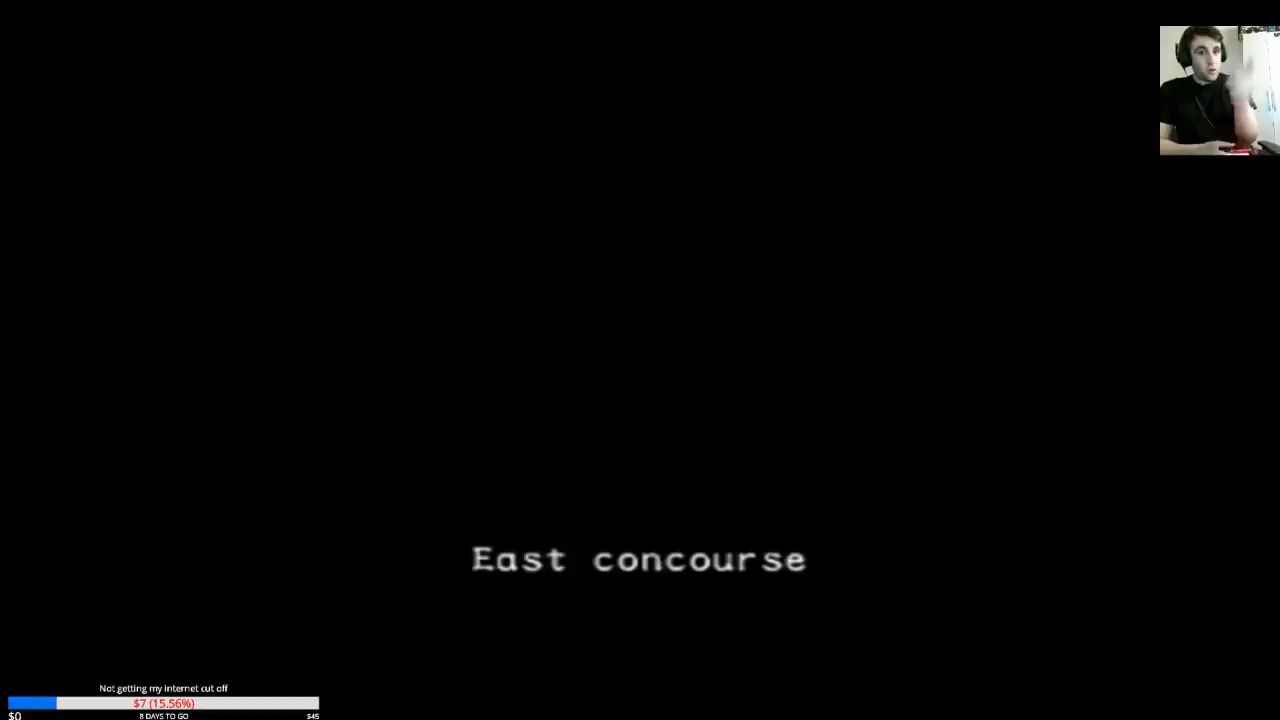 East concourse
Not getting my internet cut off
$7 (15.56%)
$0 8 DAYS TO GO $45